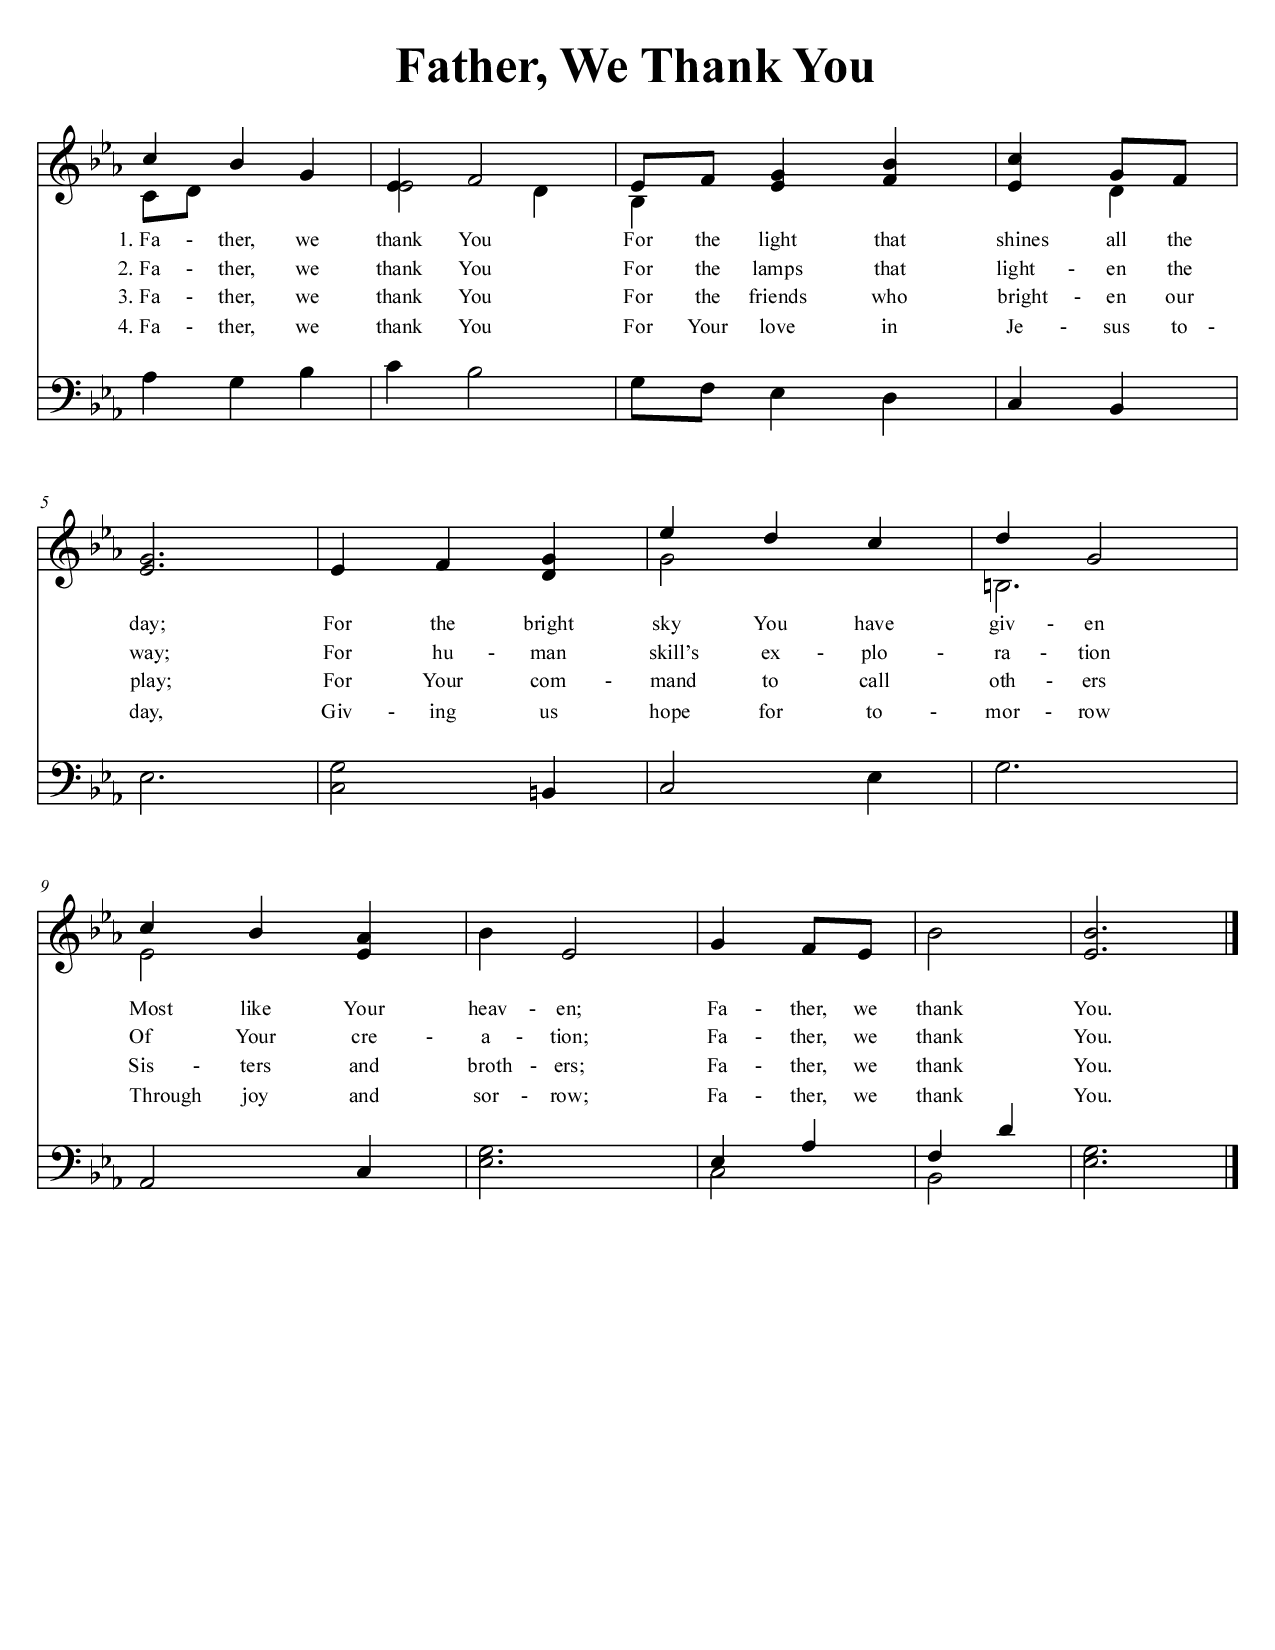 Father, We Thank You
1. Fa - ther, we thank You For the light that shines all the
2. Fa - ther, we thank You For the lamps that light - en the
3. Fa - ther, we thank You For the friends who bright - en our
4. Fa - ther, we thank You For Your love in Je - sus to -
5
day; For the bright sky You have giv - en
way; For hu - man skill’s ex - plo - ra - tion
play; For Your com - mand to call oth - ers
day, Giv - ing us hope for to - mor - row
9
Most like Your heav - en; Fa - ther, we thank You.
Of Your cre - a - tion; Fa - ther, we thank You.
Sis - ters and broth - ers; Fa - ther, we thank You.
Through joy and sor - row; Fa - ther, we thank You.